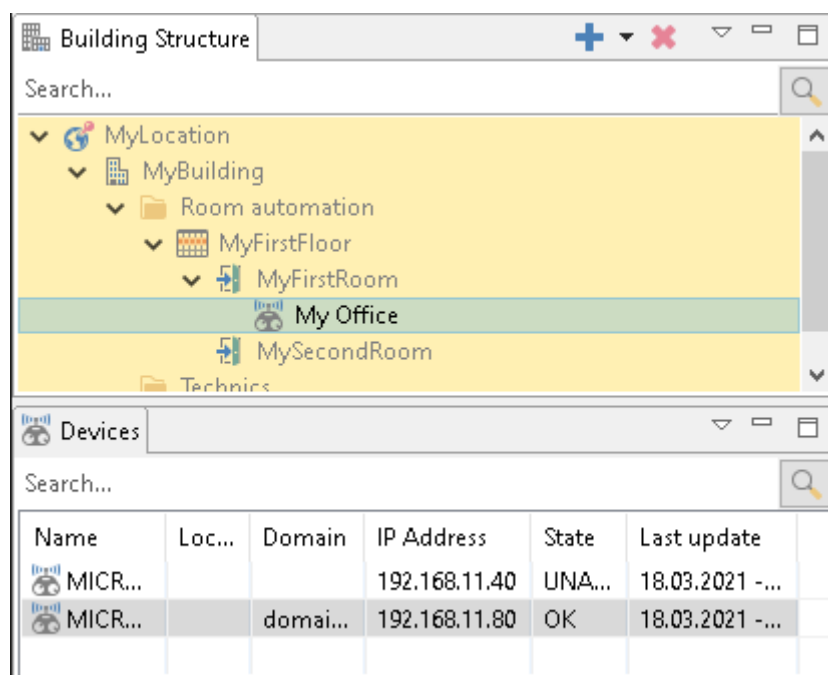 Building Structure
Search...
MyLocation
MyBuilding
Room automation
MyFirstFloor
MyFirstRoom
My Office
MySecondRoom
Technics
Devices
Search...
Name Loc... Domain IP Address State Last update
MICR... 192.168.11.40 UNA... 18.03.2021 -...
MICR... domai... 192.168.11.80 OK 18.03.2021 -...